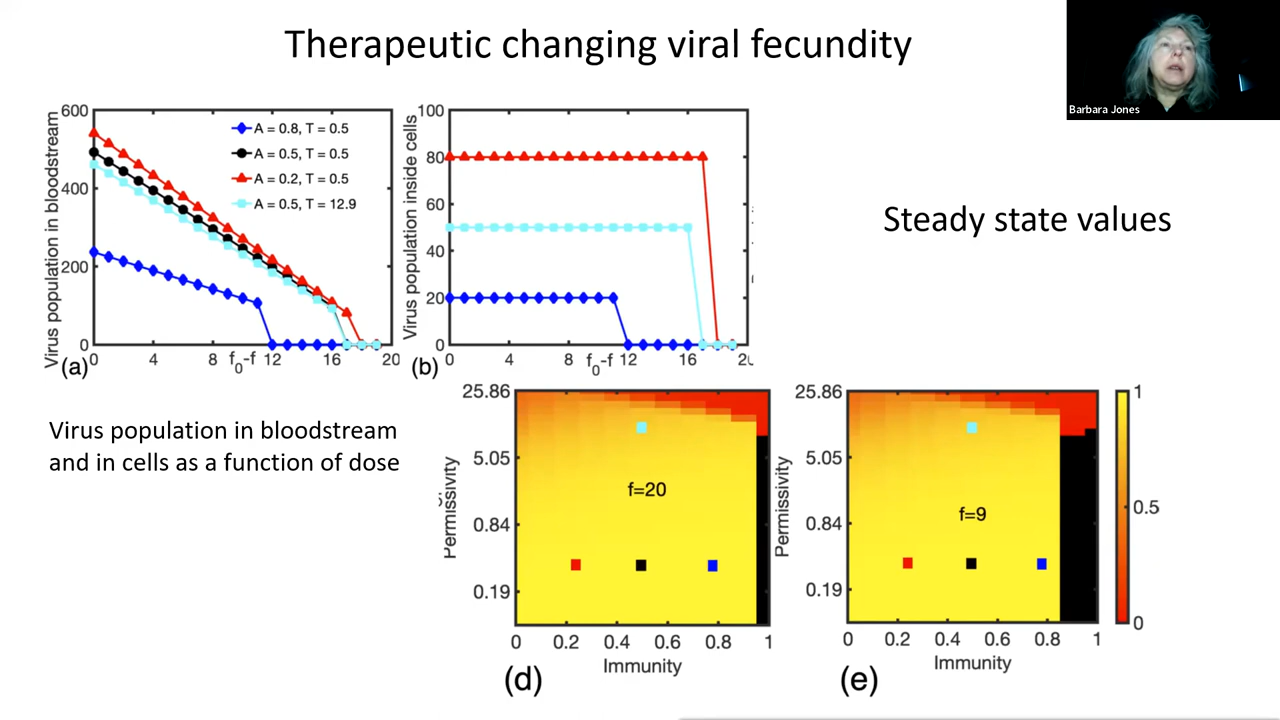 Therapeutic changing viral fecundity
Barbara Jones
Virus population in bloodstream
600
400
200
0
A = 0.8, T = 0.5
A = 0.5, T = 0.5
A = 0.2, T = 0.5
A = 0.5, T = 12.9
0 4 8 f₀-f 12 16 20
(a)
Virus population inside cells
100
80
60
40
20
0
0 4 8 f₀-f 12 16
(b)
Steady state values
Virus population in bloodstream
and in cells as a function of dose
Permissivity
25.86
5.05
0.84
0.19
f=20
0 0.2 0.4 0.6 0.8 1
Immunity
(d)
Permissivity
25.86
5.05
0.84
0.19
f=9
0 0.2 0.4 0.6 0.8 1
Immunity
(e)
1
0.5
0